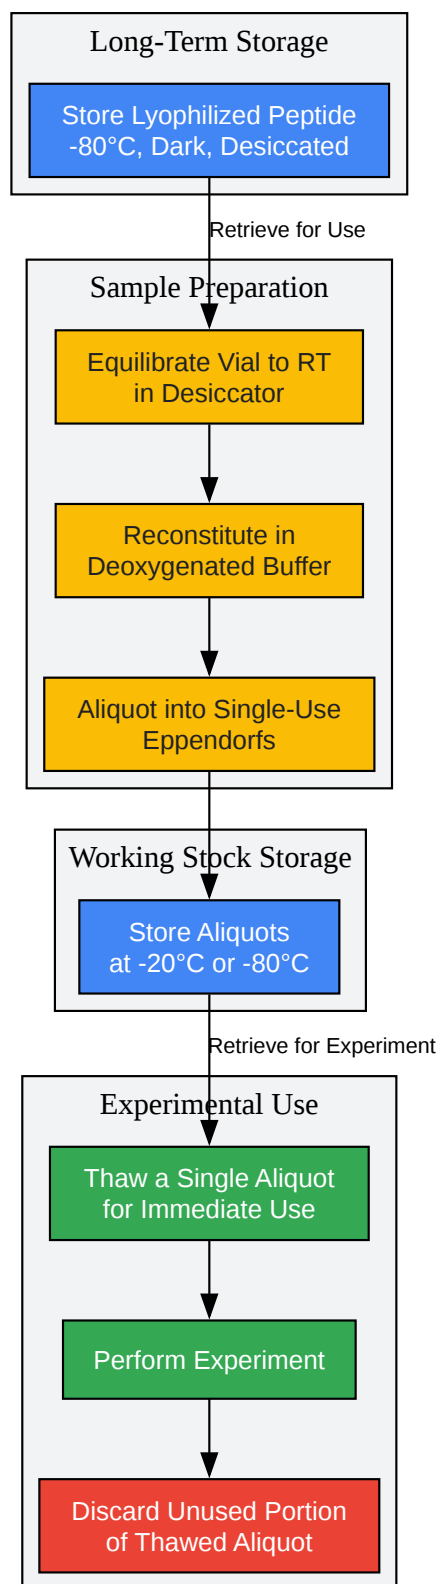 Long-Term Storage
Store Lyophilized Peptide
-80°C, Dark, Desiccated
Retrieve for Use
Sample Preparation
Equilibrate Vial to RT
in Desiccator
Reconstitute in
Deoxygenated Buffer
Aliquot into Single-Use
Eppendorfs
Working Stock Storage
Store Aliquots
at -20°C or -80°C
Retrieve for Experiment
Experimental Use
Thaw a Single Aliquot
for Immediate Use
Perform Experiment
Discard Unused Portion
of Thawed Aliquot